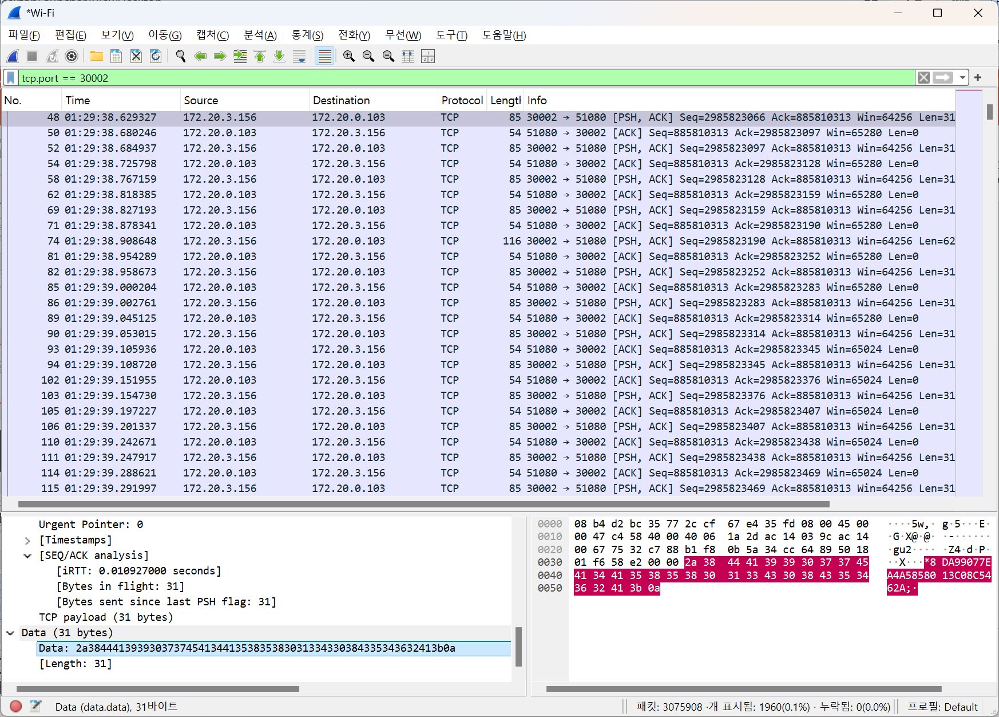 *Wi-Fi
파일(F) 편집(E) 보기(V) 이동(G) 캡처(C) 분석(A) 통계(S) 전화(Y) 무선(W) 도구(T) 도움말(H)
tcp.port == 30002
No. Time Source Destination Protocol Lengtl Info
48 01:29:38.629327 172.20.3.156 172.20.0.103 TCP 85 30002 → 51080 [PSH, ACK] Seq=2985823066 Ack=885810313 Win=64256 Len=31
50 01:29:38.680246 172.20.0.103 172.20.3.156 TCP 54 51080 → 30002 [ACK] Seq=885810313 Ack=2985823097 Win=65280 Len=0
52 01:29:38.684937 172.20.3.156 172.20.0.103 TCP 85 30002 → 51080 [PSH, ACK] Seq=2985823097 Ack=885810313 Win=64256 Len=31
54 01:29:38.725798 172.20.0.103 172.20.3.156 TCP 54 51080 → 30002 [ACK] Seq=885810313 Ack=2985823128 Win=65280 Len=0
58 01:29:38.767159 172.20.3.156 172.20.0.103 TCP 85 30002 → 51080 [PSH, ACK] Seq=2985823128 Ack=885810313 Win=64256 Len=31
62 01:29:38.818385 172.20.0.103 172.20.3.156 TCP 54 51080 → 30002 [ACK] Seq=885810313 Ack=2985823159 Win=65280 Len=0
69 01:29:38.827193 172.20.3.156 172.20.0.103 TCP 85 30002 → 51080 [PSH, ACK] Seq=2985823159 Ack=885810313 Win=64256 Len=31
71 01:29:38.878341 172.20.0.103 172.20.3.156 TCP 54 51080 → 30002 [ACK] Seq=885810313 Ack=2985823190 Win=65280 Len=0
74 01:29:38.908648 172.20.3.156 172.20.0.103 TCP 116 30002 → 51080 [PSH, ACK] Seq=2985823190 Ack=885810313 Win=64256 Len=62
81 01:29:38.954289 172.20.0.103 172.20.3.156 TCP 54 51080 → 30002 [ACK] Seq=885810313 Ack=2985823252 Win=65280 Len=0
82 01:29:38.958673 172.20.3.156 172.20.0.103 TCP 85 30002 → 51080 [PSH, ACK] Seq=2985823252 Ack=885810313 Win=64256 Len=31
85 01:29:39.000204 172.20.0.103 172.20.3.156 TCP 54 51080 → 30002 [ACK] Seq=885810313 Ack=2985823283 Win=65280 Len=0
86 01:29:39.002761 172.20.3.156 172.20.0.103 TCP 85 30002 → 51080 [PSH, ACK] Seq=2985823283 Ack=885810313 Win=64256 Len=31
89 01:29:39.045125 172.20.0.103 172.20.3.156 TCP 54 51080 → 30002 [ACK] Seq=885810313 Ack=2985823314 Win=65280 Len=0
90 01:29:39.053015 172.20.3.156 172.20.0.103 TCP 85 30002 → 51080 [PSH, ACK] Seq=2985823314 Ack=885810313 Win=64256 Len=31
93 01:29:39.105936 172.20.0.103 172.20.3.156 TCP 54 51080 → 30002 [ACK] Seq=885810313 Ack=2985823345 Win=65024 Len=0
94 01:29:39.108720 172.20.3.156 172.20.0.103 TCP 85 30002 → 51080 [PSH, ACK] Seq=2985823345 Ack=885810313 Win=64256 Len=31
102 01:29:39.151955 172.20.0.103 172.20.3.156 TCP 54 51080 → 30002 [ACK] Seq=885810313 Ack=2985823376 Win=65024 Len=0
103 01:29:39.154730 172.20.3.156 172.20.0.103 TCP 85 30002 → 51080 [PSH, ACK] Seq=2985823376 Ack=885810313 Win=64256 Len=31
105 01:29:39.197227 172.20.0.103 172.20.3.156 TCP 54 51080 → 30002 [ACK] Seq=885810313 Ack=2985823407 Win=65024 Len=0
106 01:29:39.201337 172.20.3.156 172.20.0.103 TCP 85 30002 → 51080 [PSH, ACK] Seq=2985823407 Ack=885810313 Win=64256 Len=31
110 01:29:39.242671 172.20.0.103 172.20.3.156 TCP 54 51080 → 30002 [ACK] Seq=885810313 Ack=2985823438 Win=65024 Len=0
111 01:29:39.247917 172.20.3.156 172.20.0.103 TCP 85 30002 → 51080 [PSH, ACK] Seq=2985823438 Ack=885810313 Win=64256 Len=31
114 01:29:39.288621 172.20.0.103 172.20.3.156 TCP 54 51080 → 30002 [ACK] Seq=885810313 Ack=2985823469 Win=65024 Len=0
115 01:29:39.291997 172.20.3.156 172.20.0.103 TCP 85 30002 → 51080 [PSH, ACK] Seq=2985823469 Ack=885810313 Win=64256 Len=31
Urgent Pointer: 0
[Timestamps]
[SEQ/ACK analysis]
[iRTT: 0.010927000 seconds]
[Bytes in flight: 31]
[Bytes sent since last PSH flag: 31]
TCP payload (31 bytes)
Data (31 bytes)
Data: 2a38444139393037374541344135383538303133433038433534363​2413b0a
[Length: 31]
0000 08 b4 d2 bc 35 77 2c cf 67 e4 35 fd 08 00 45 00 ····5w,· g·5···E·
0010 00 47 c4 58 40 00 40 06 1a 2d ac 14 03 9c ac 14 ·G·X@·@· ·-······
0020 00 67 75 32 c7 88 b1 f8 0b 5a 34 cc 64 89 50 18 ·gu2···· ·Z4·d·P·
0030 01 f6 58 e2 00 00 2a 38 44 41 39 39 30 37 37 45 ··X···*8 DA99077E
0040 41 34 41 35 38 35 38 30 31 33 43 30 38 43 35 34 A4A58580 13C08C54
0050 36 32 41 3b 0a 62A;·
Data (data.data), 31바이트
패킷: 3075908 ·개 표시됨: 1960(0.1%) · 누락됨: 0(0.0%)
프로필: Default